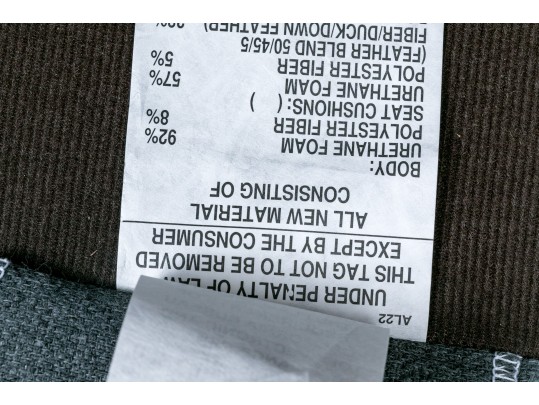 AL22
UNDER PENALTY OF LAW
THIS TAG NOT TO BE REMOVED
EXCEPT BY THE CONSUMER
ALL NEW MATERIAL
CONSISTING OF
BODY:
URETHANE FOAM 92%
POLYESTER FIBER 8%
SEAT CUSHIONS: ( )
URETHANE FOAM 57%
POLYESTER FIBER 5%
(FEATHER BLEND 50/45/5
FIBER/DUCK/DOWN FEATHER)